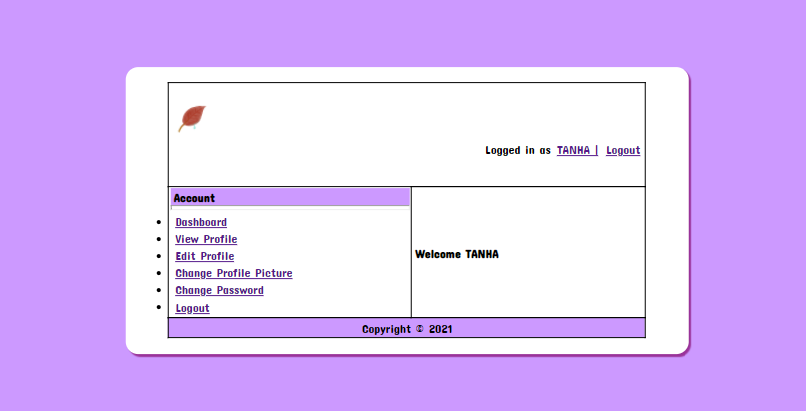 Logged in as TANHA | Logout
Account
Dashboard
View Profile
Edit Profile
Change Profile Picture
Change Password
Logout
Welcome TANHA
Copyright © 2021